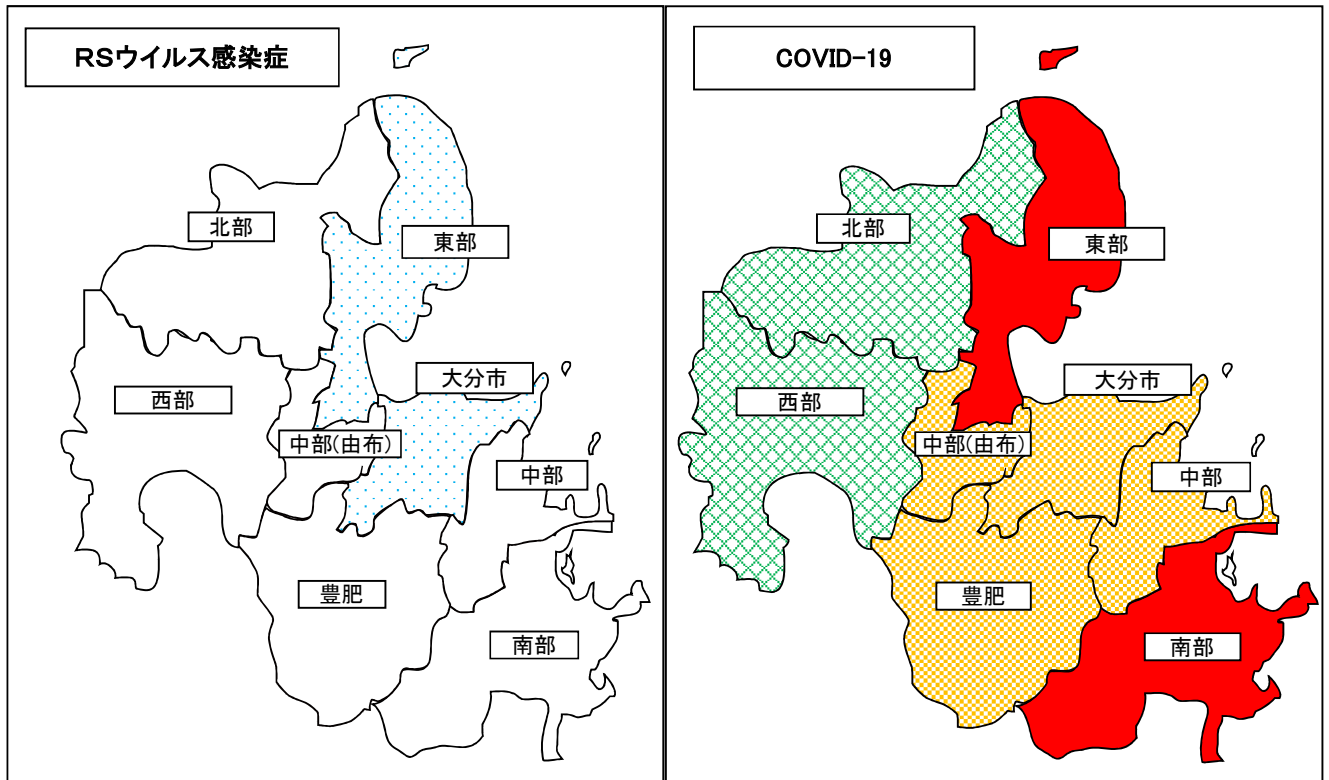 RSウイルス感染症
北部
東部
大分市
西部
中部(由布)
中部
豊肥
南部
COVID-19
北部
東部
大分市
西部
中部(由布)
中部
豊肥
南部